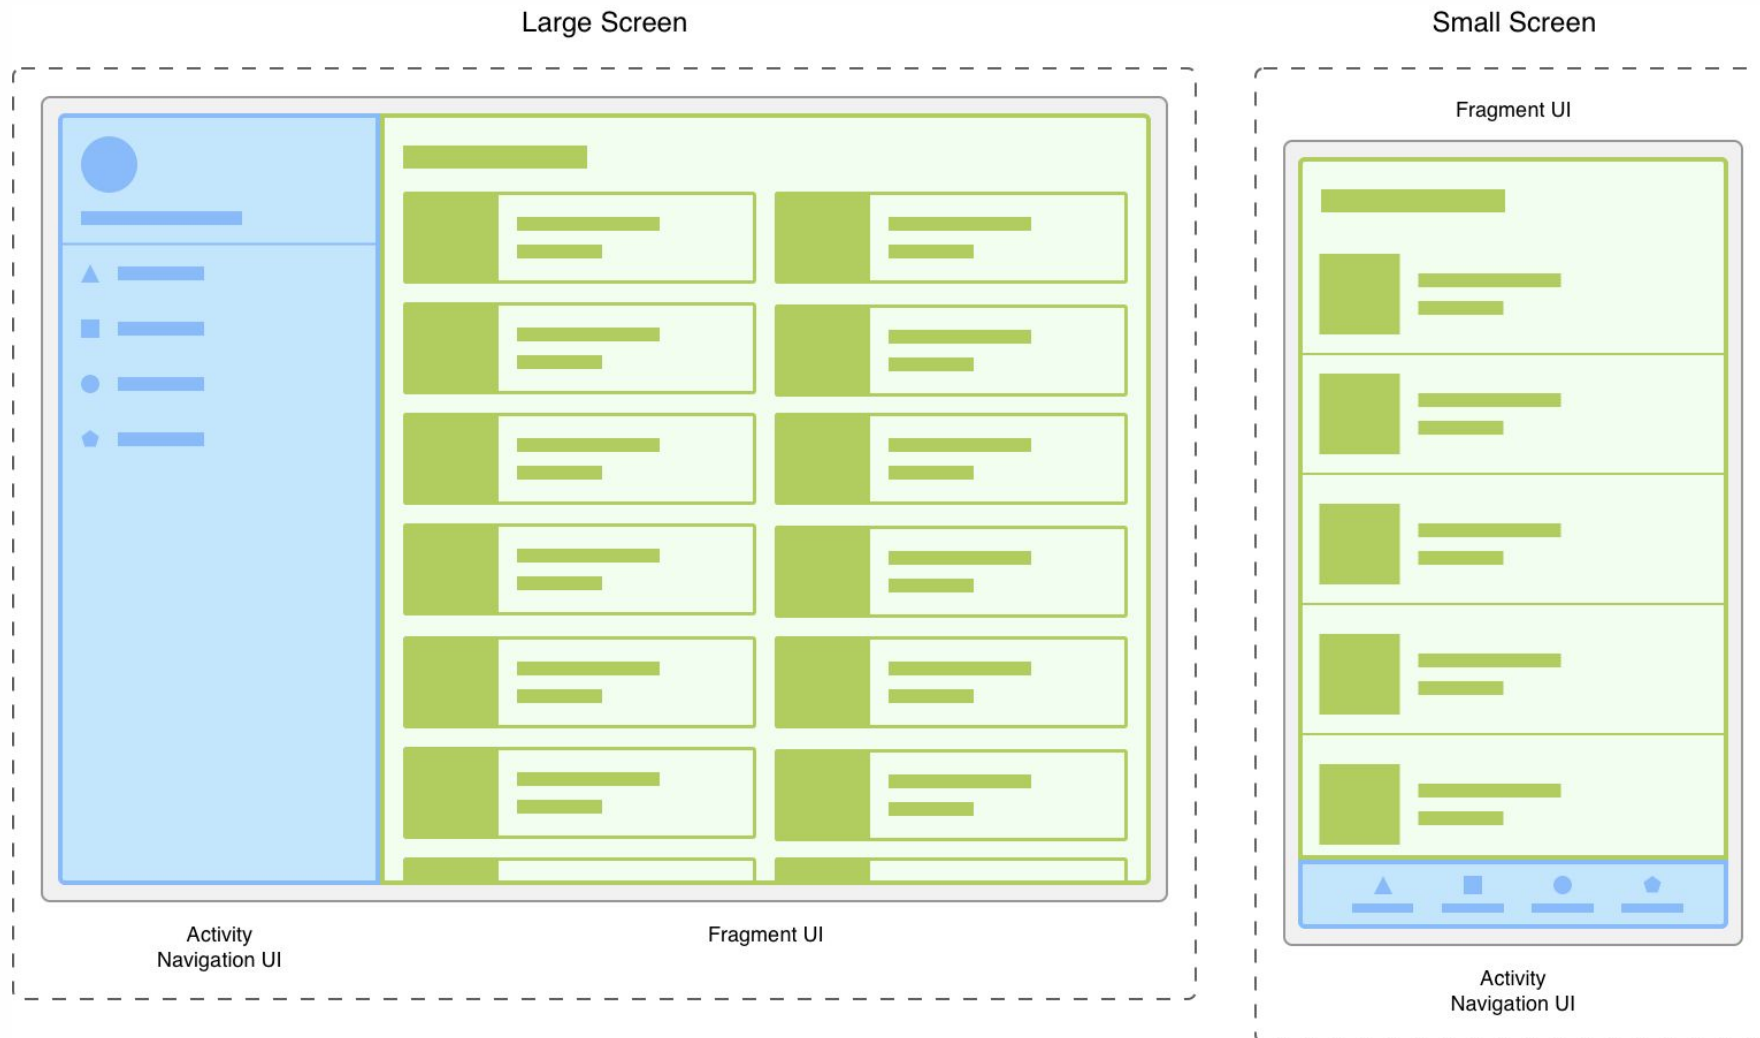 Large Screen
Activity
Navigation UI
Fragment UI
Small Screen
Fragment UI
Activity
Navigation UI